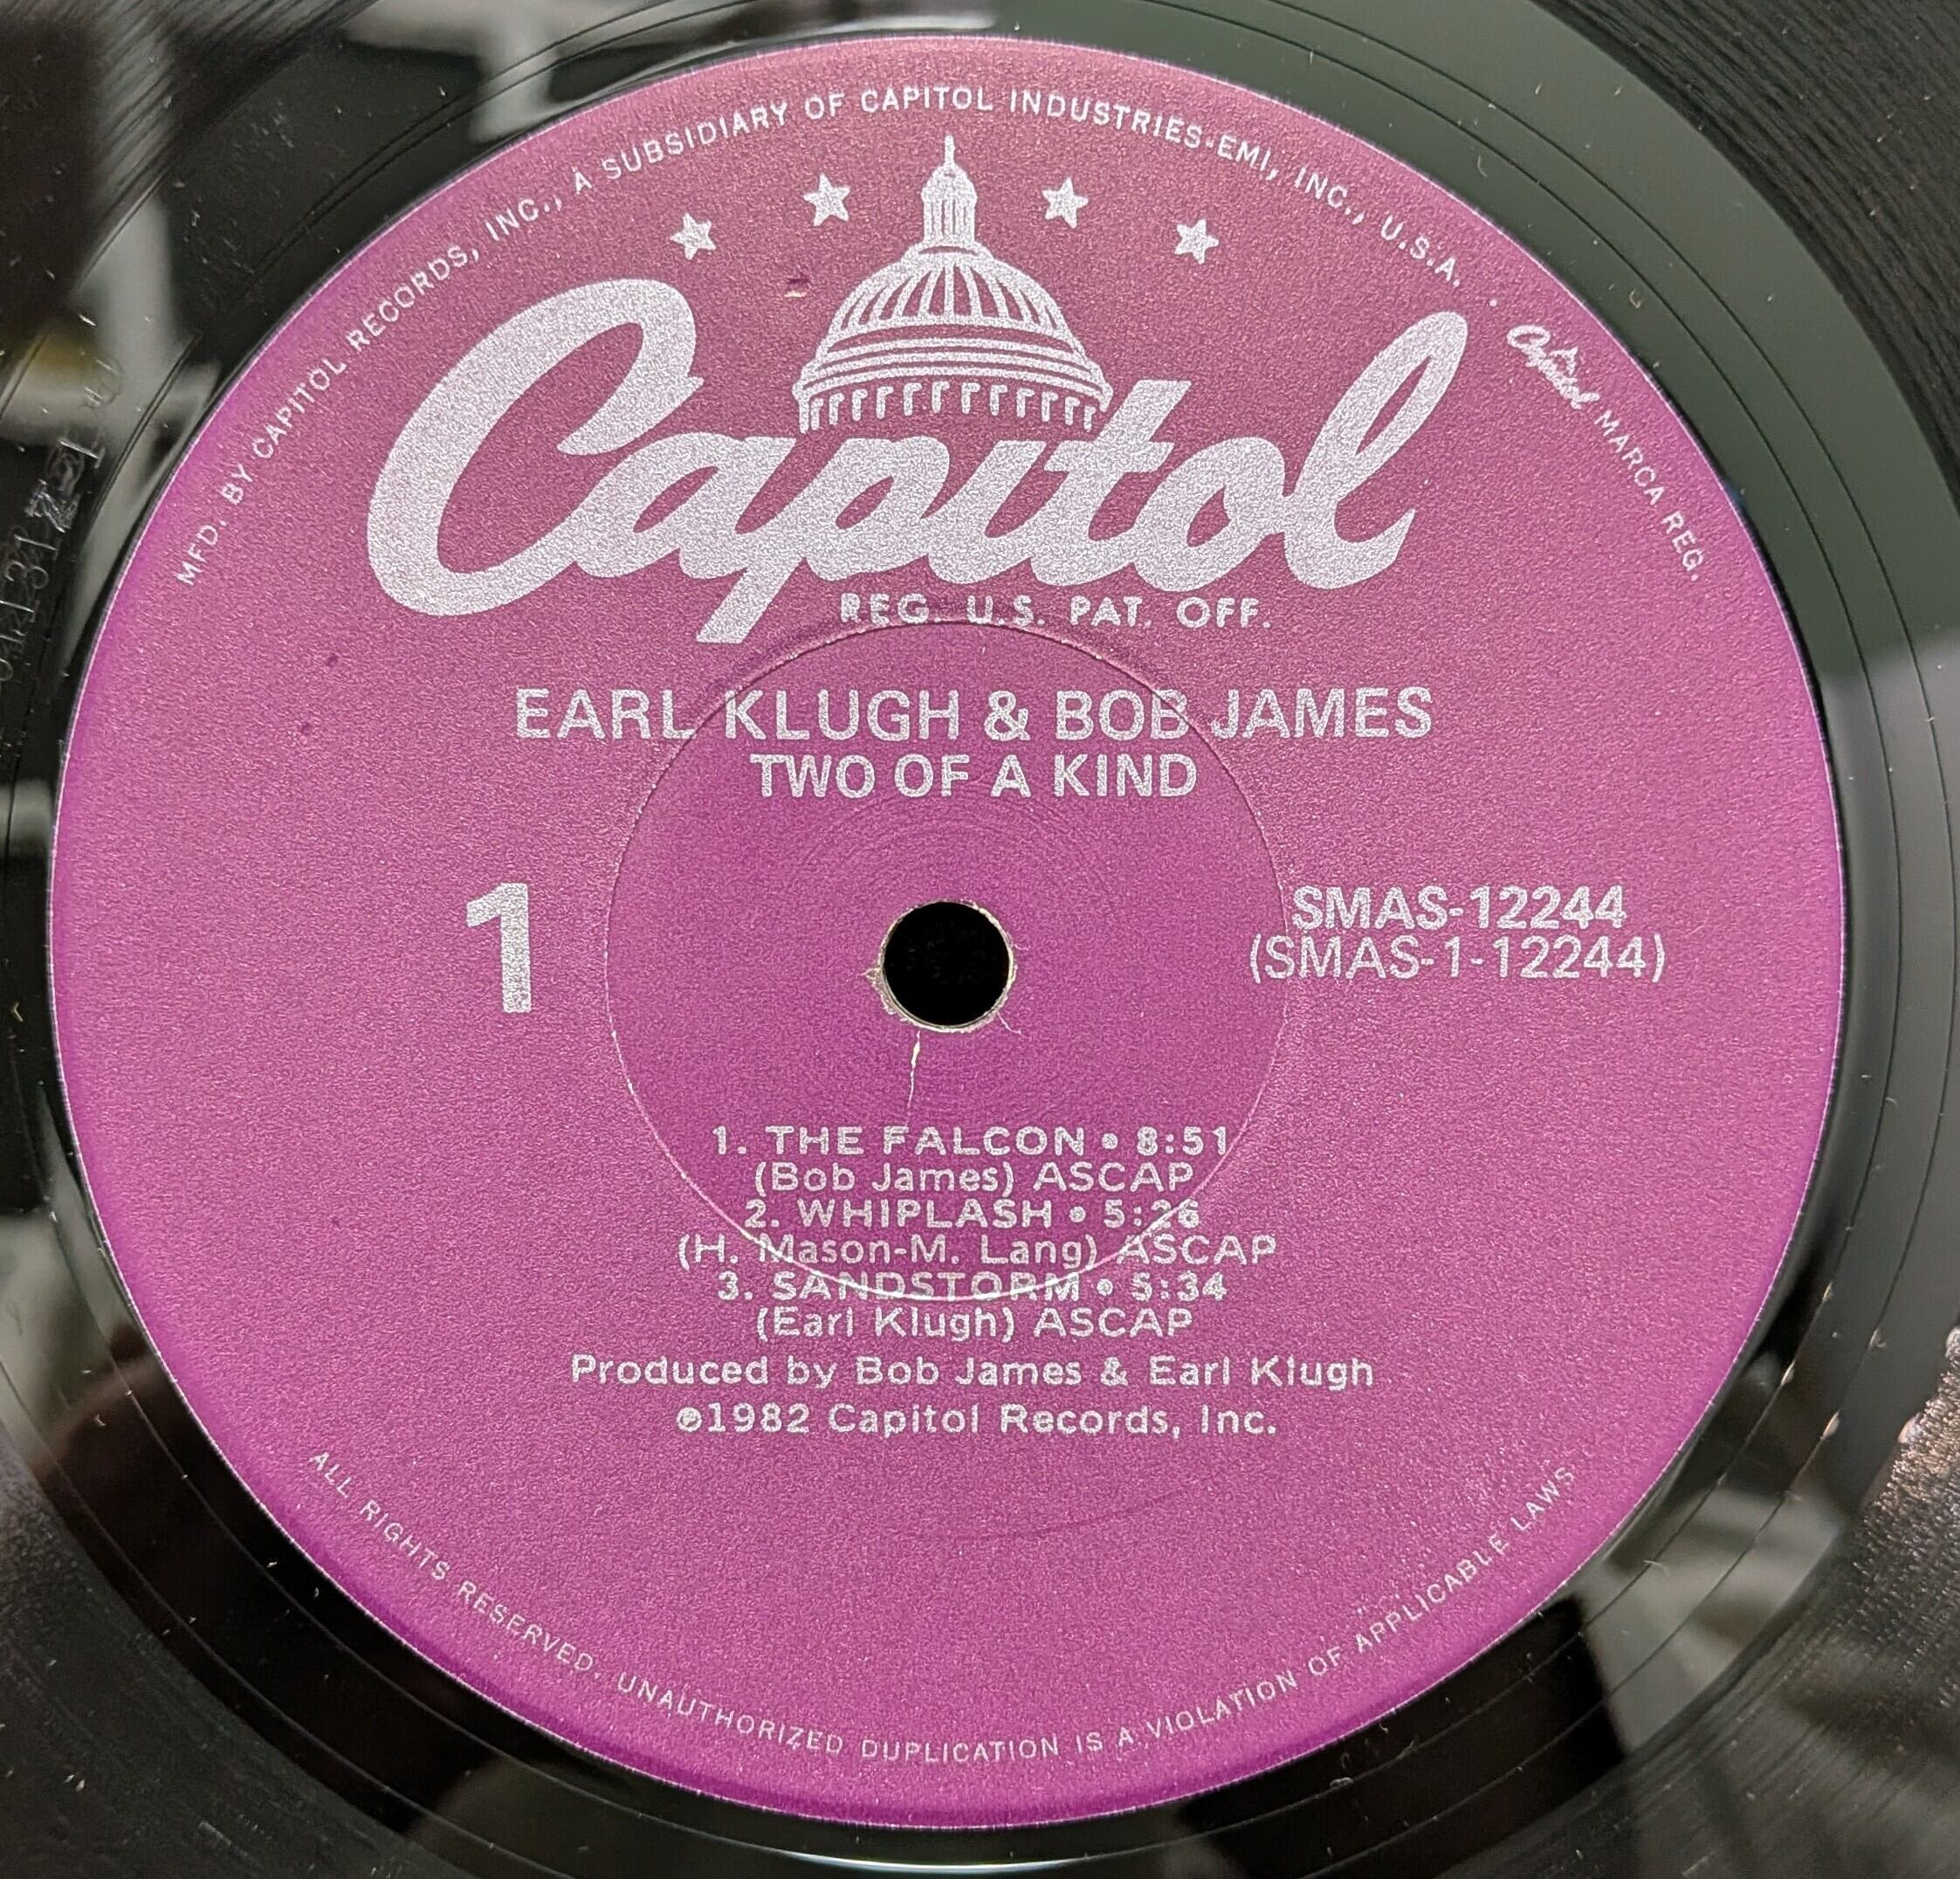 MFD. BY CAPITOL RECORDS, INC., A SUBSIDIARY OF CAPITOL INDUSTRIES-EMI, INC., U.S.A. • Capitol MARCA REG.
Capitol
REG. U.S. PAT. OFF.
EARL KLUGH & BOB JAMES
TWO OF A KIND
1
SMAS-12244
(SMAS-1-12244)
1. THE FALCON • 8:51
(Bob James) ASCAP
2. WHIPLASH • 5:26
(H. Mason-M. Lang) ASCAP
3. SANDSTORM • 5:34
(Earl Klugh) ASCAP
Produced by Bob James & Earl Klugh
℗1982 Capitol Records, Inc.
ALL RIGHTS RESERVED. UNAUTHORIZED DUPLICATION IS A VIOLATION OF APPLICABLE LAWS